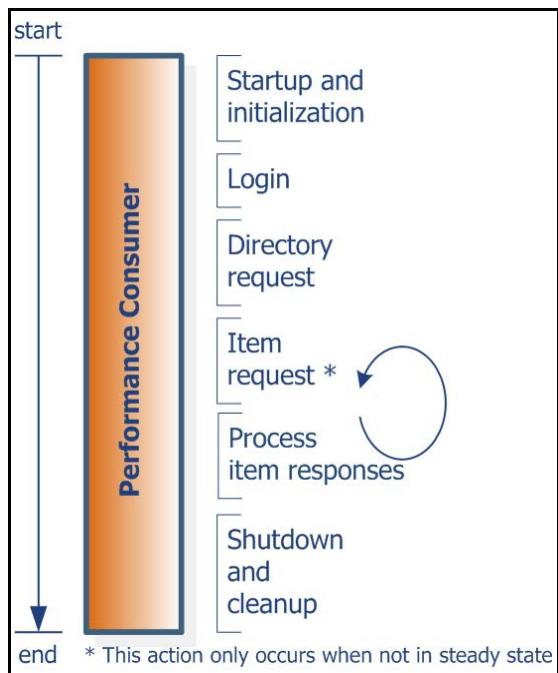 start
Startup and
initialization
Login
Directory
request
Performance Consumer
Item
request *
Process
item responses
Shutdown
and
cleanup
end
* This action only occurs when not in steady state